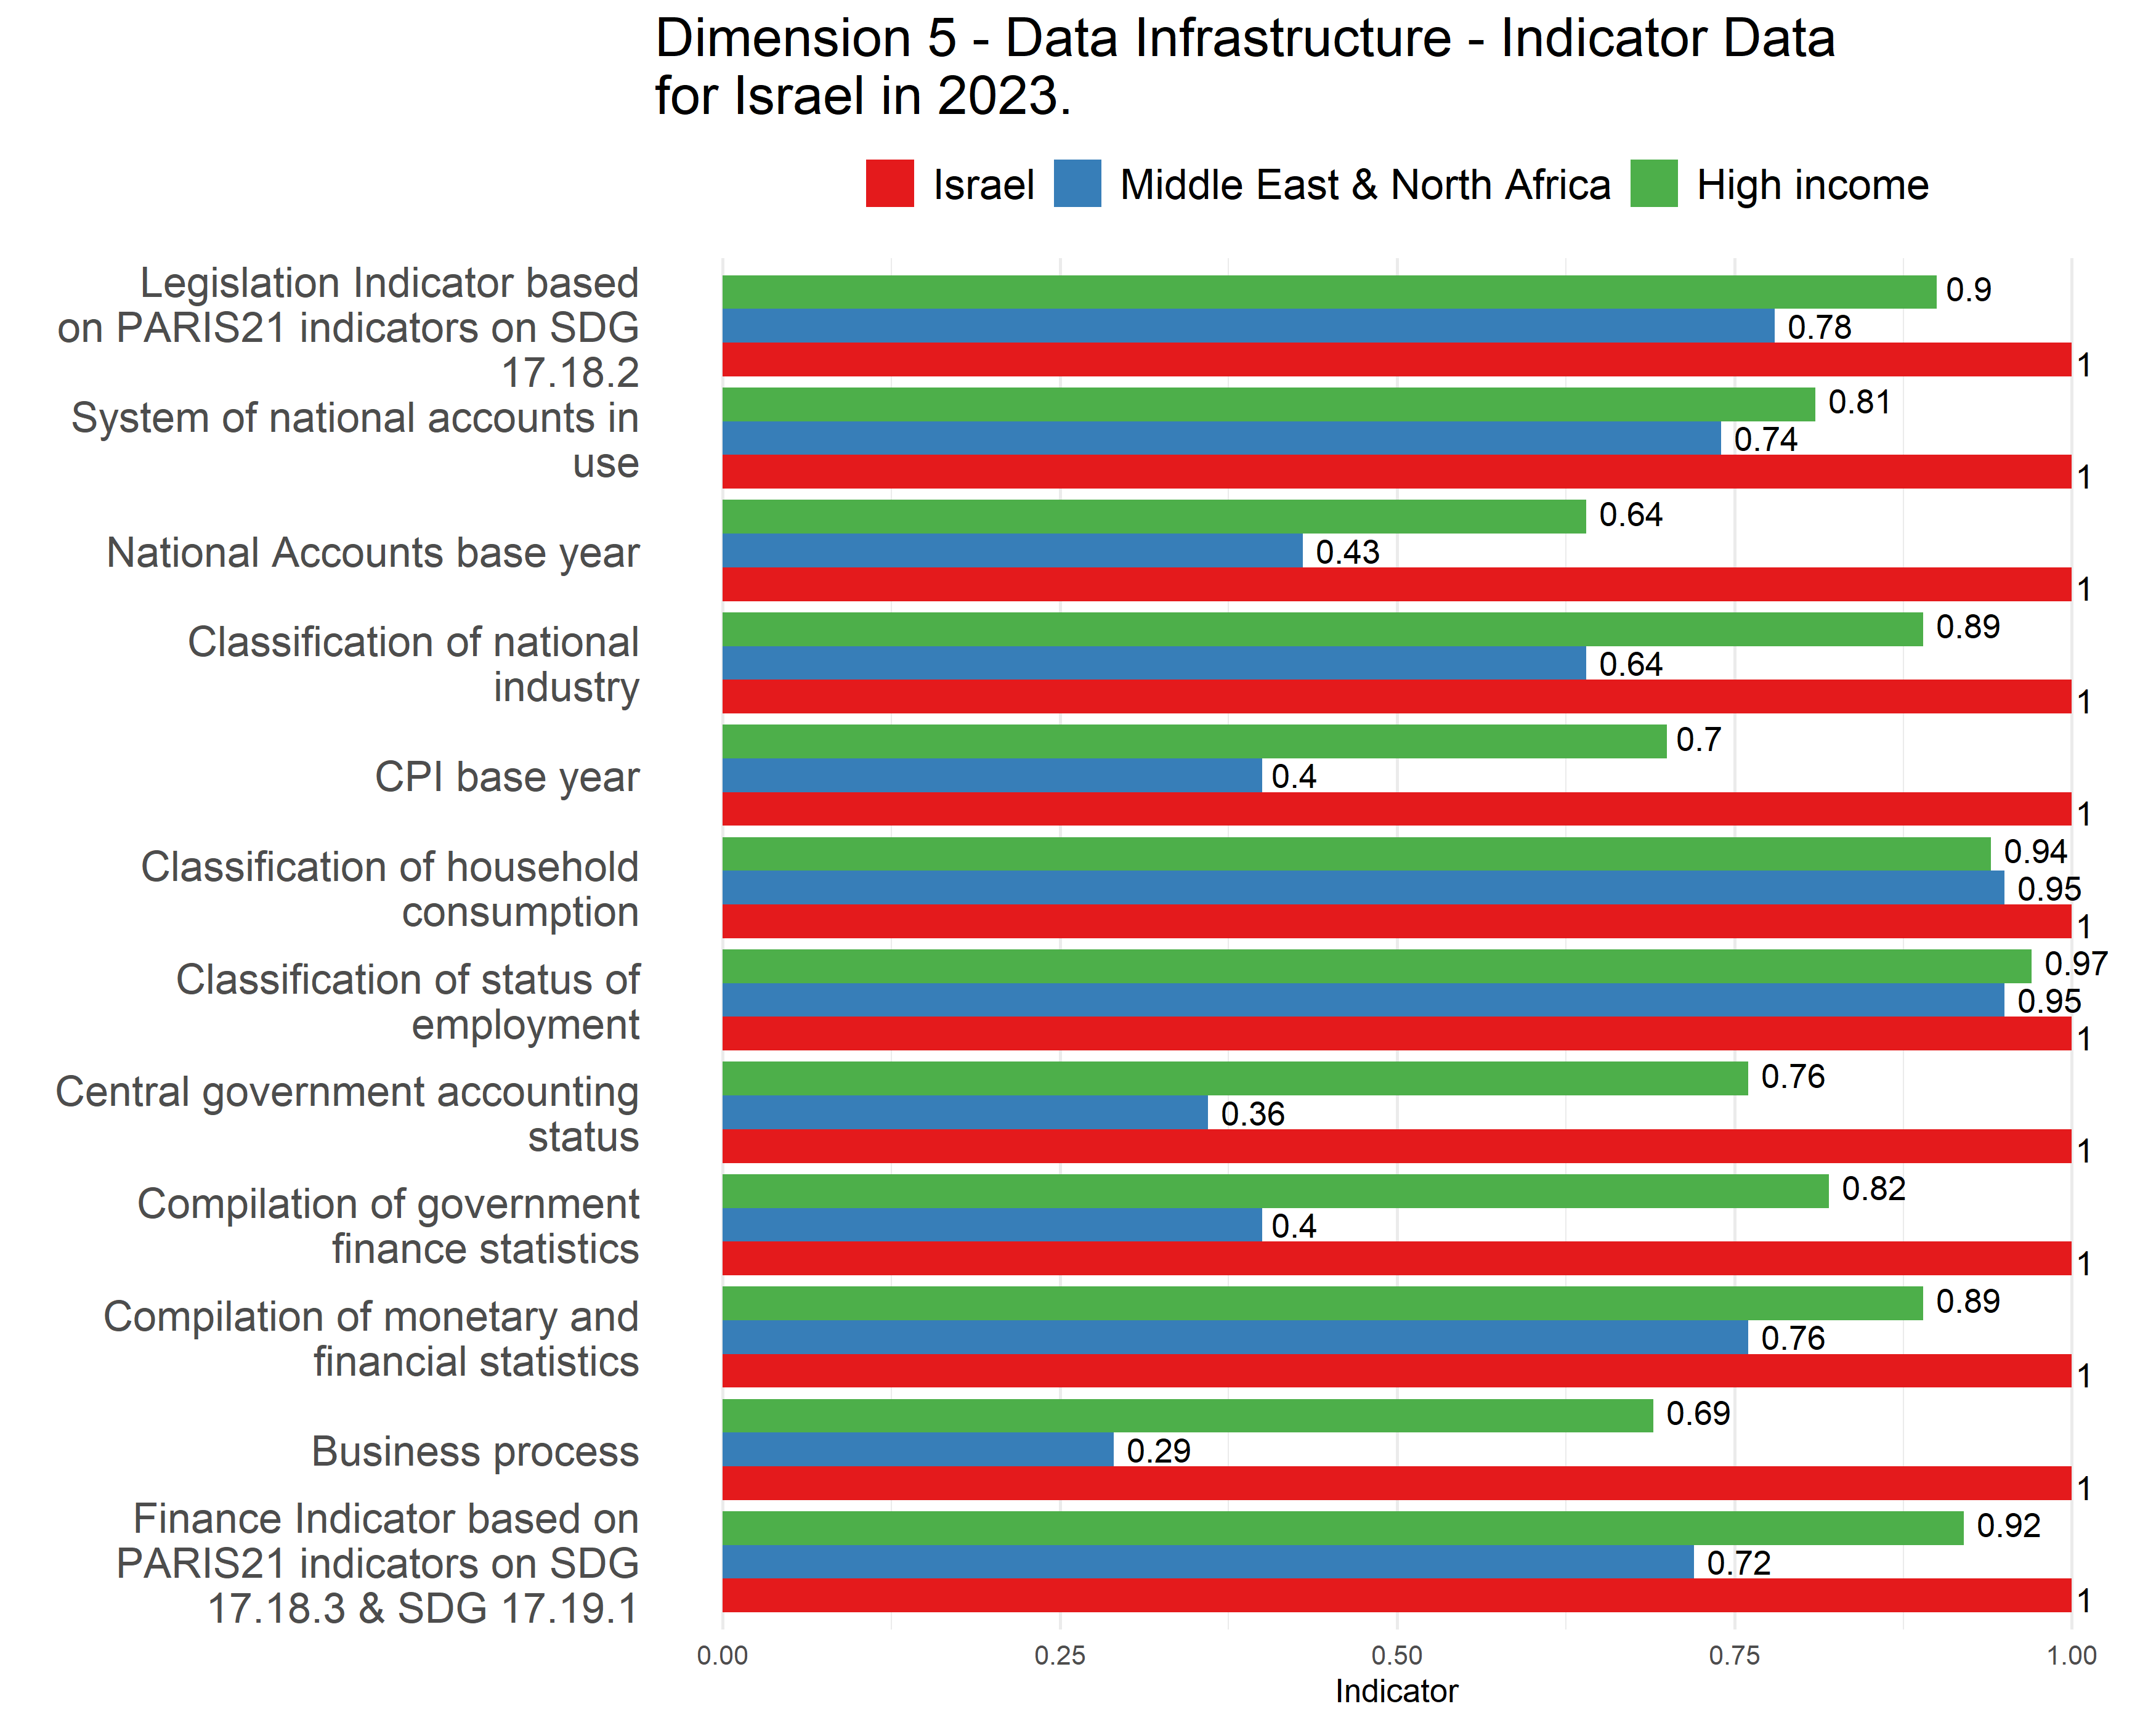 Dimension 5 - Data Infrastructure - Indicator Data
for Israel in 2023.
Israel Middle East & North Africa High income
Legislation Indicator based
on PARIS21 indicators on SDG
17.18.2
0.9
0.78
1
System of national accounts in
use
0.81
0.74
1
National Accounts base year
0.64
0.43
1
Classification of national
industry
0.89
0.64
1
CPI base year
0.7
0.4
1
Classification of household
consumption
0.94
0.95
1
Classification of status of
employment
0.97
0.95
1
Central government accounting
status
0.76
0.36
1
Compilation of government
finance statistics
0.82
0.4
1
Compilation of monetary and
financial statistics
0.89
0.76
1
Business process
0.69
0.29
1
Finance Indicator based on
PARIS21 indicators on SDG
17.18.3 & SDG 17.19.1
0.92
0.72
1
0.00 0.25 0.50 0.75 1.00
Indicator